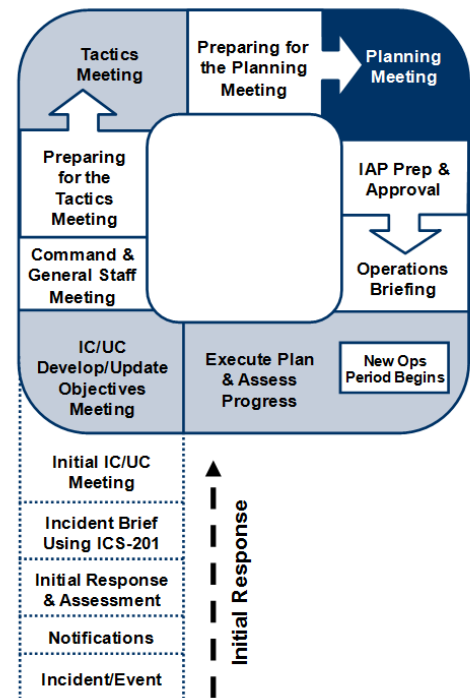 Tactics
Meeting
Preparing for
the Planning
Meeting
Planning
Meeting
Preparing
for the
Tactics
Meeting
IAP Prep &
Approval
Command &
General Staff
Meeting
Operations
Briefing
IC/UC
Develop/Update
Objectives
Meeting
Execute Plan
& Assess
Progress
New Ops
Period Begins
Initial IC/UC
Meeting
Incident Brief
Using ICS-201
Initial Response
& Assessment
Notifications
Incident/Event
Initial Response